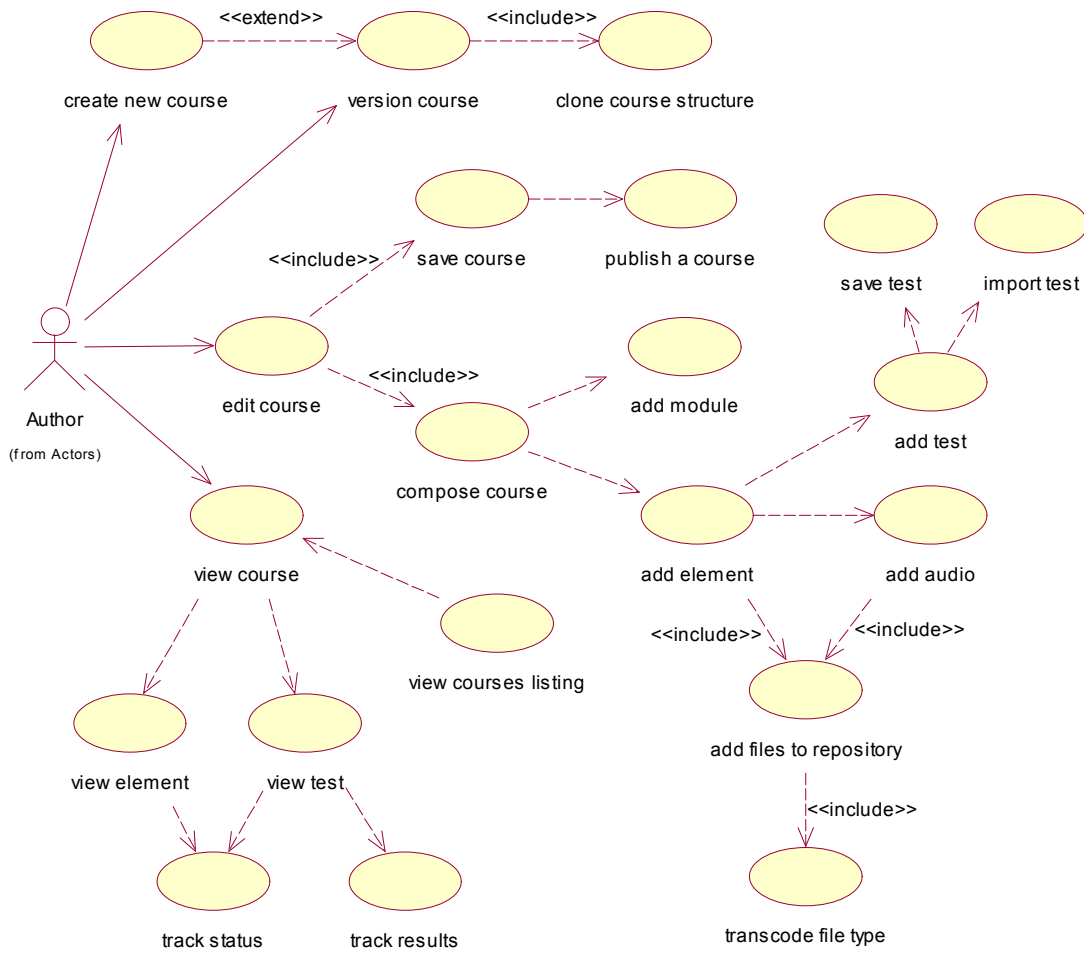 <<extend>>
<<include>>
create new course
version course
clone course structure
<<include>>
save course
publish a course
save test
import test
<<include>>
edit course
add module
Author
(from Actors)
add test
compose course
view course
add element
add audio
<<include>>
<<include>>
view courses listing
add files to repository
view element
view test
<<include>>
track status
track results
transcode file type